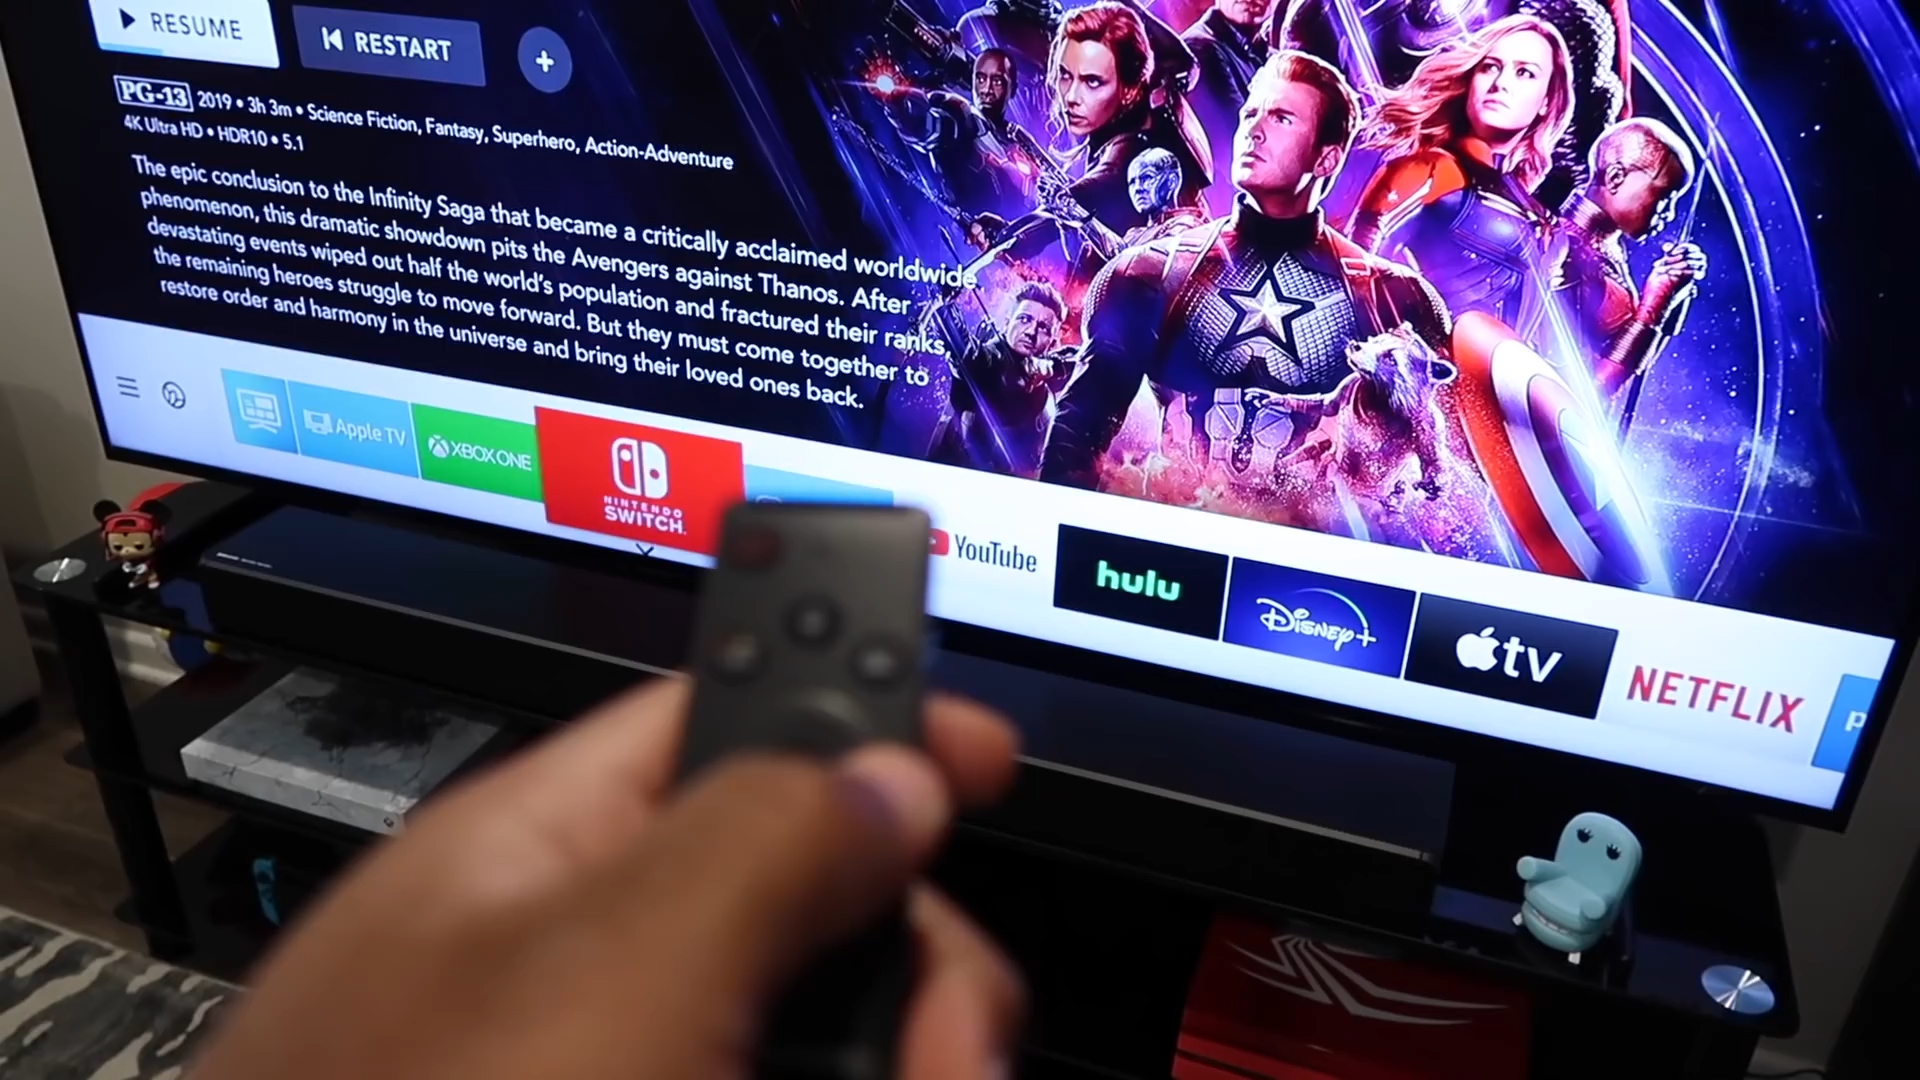 RESUME
RESTART
PG-13 2019 • 3h 3m • Science Fiction, Fantasy, Superhero, Action-Adventure
4K Ultra HD • HDR10 • 5.1
The epic conclusion to the Infinity Saga that became a critically acclaimed worldwide
phenomenon, this dramatic showdown pits the Avengers against Thanos. After
devastating events wiped out half the world's population and fractured their ranks,
the remaining heroes struggle to move forward. But they must come together to
restore order and harmony in the universe and bring their loved ones back.
Apple TV
XBOX ONE
NINTENDO
SWITCH
YouTube
hulu
Disney+
tv
NETFLIX